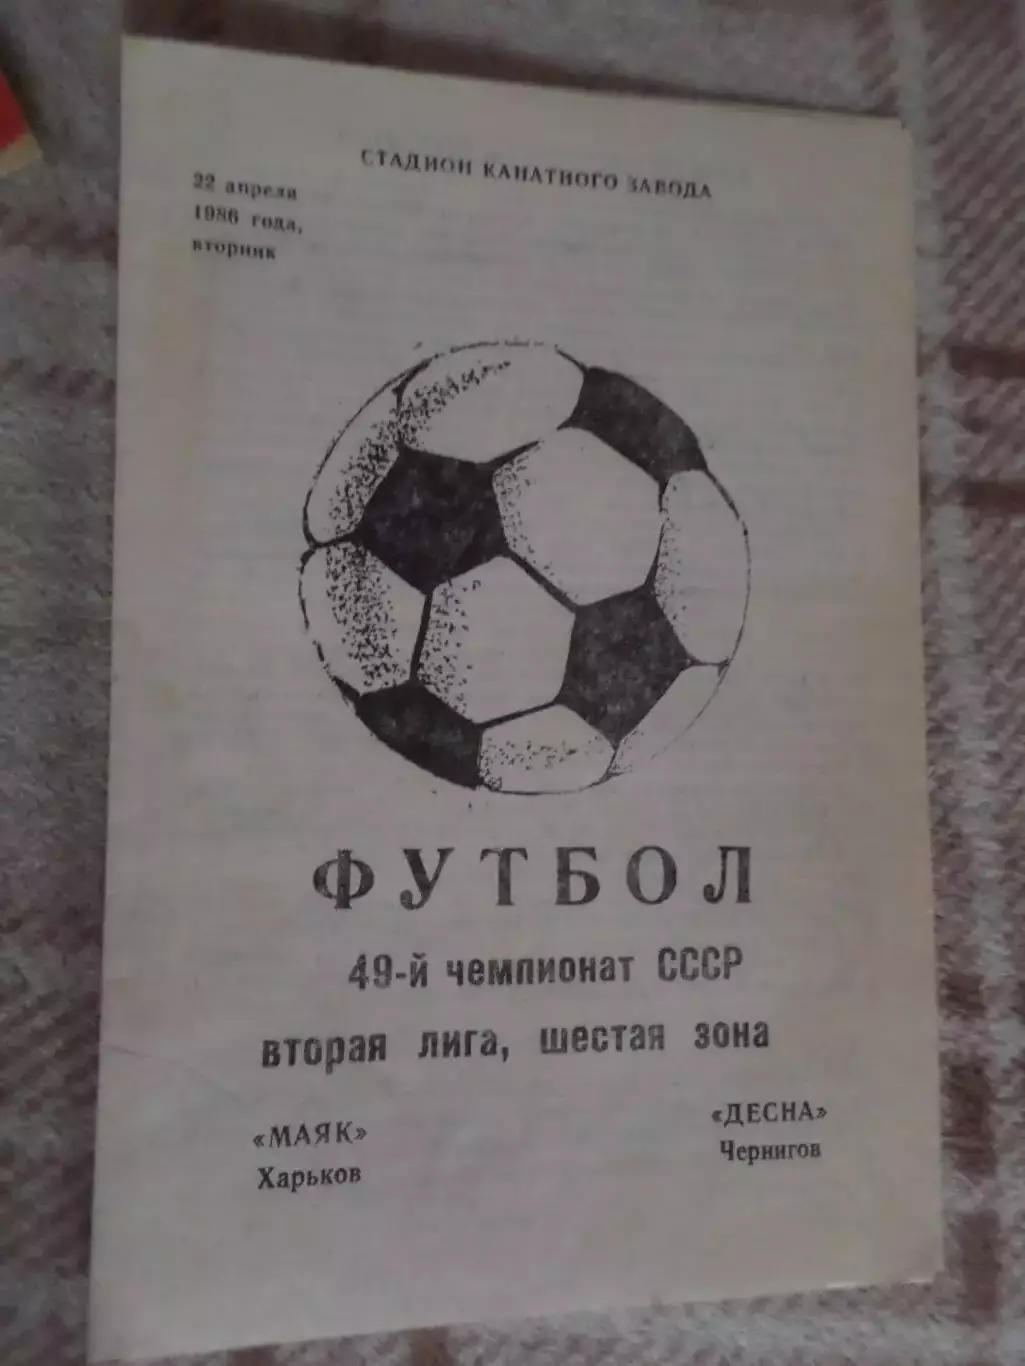 СТАДИОН КАНАТНОГО ЗАВОДА
22 апреля
1986 года,
вторник
ФУТБОЛ
49-й чемпионат СССР
вторая лига, шестая зона
«МАЯК»
Харьков
«ДЕСНА»
Чернигов